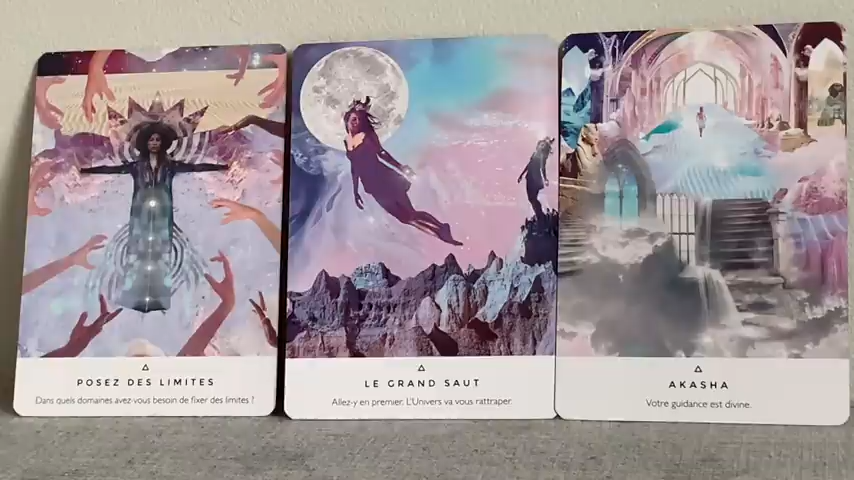 POSEZ DES LIMITES
Dans quels domaines avez-vous besoin de fixer des limites ?
LE GRAND SAUT
Allez-y en premier. L'Univers va vous rattraper.
AKASHA
Votre guidance est divine.